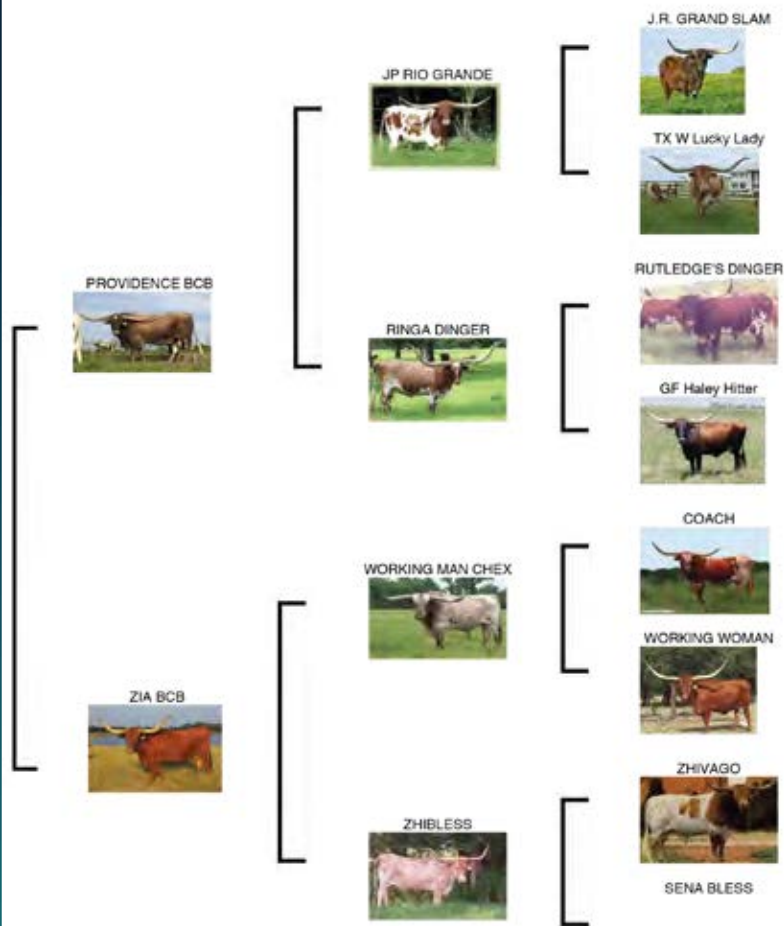 J.R. GRAND SLAM
JP RIO GRANDE
TX W Lucky Lady
PROVIDENCE BCB
RUTLEDGE'S DINGER
RINGA DINGER
GF Haley Hitter
COACH
WORKING MAN CHEX
WORKING WOMAN
ZIA BCB
ZHIVAGO
ZHIBLESS
SENA BLESS